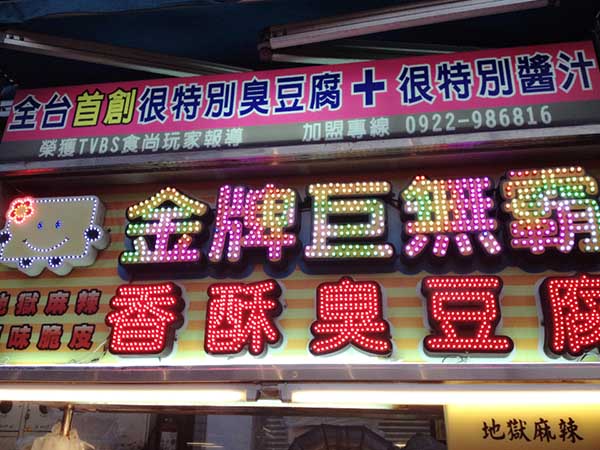 全台首創很特別臭豆腐+很特別醬汁
榮獲TVBS食尚玩家報導 加盟專線 0922-986816
金牌巨無霸
地獄麻辣
味脆皮
香酥臭豆腐
地獄麻辣